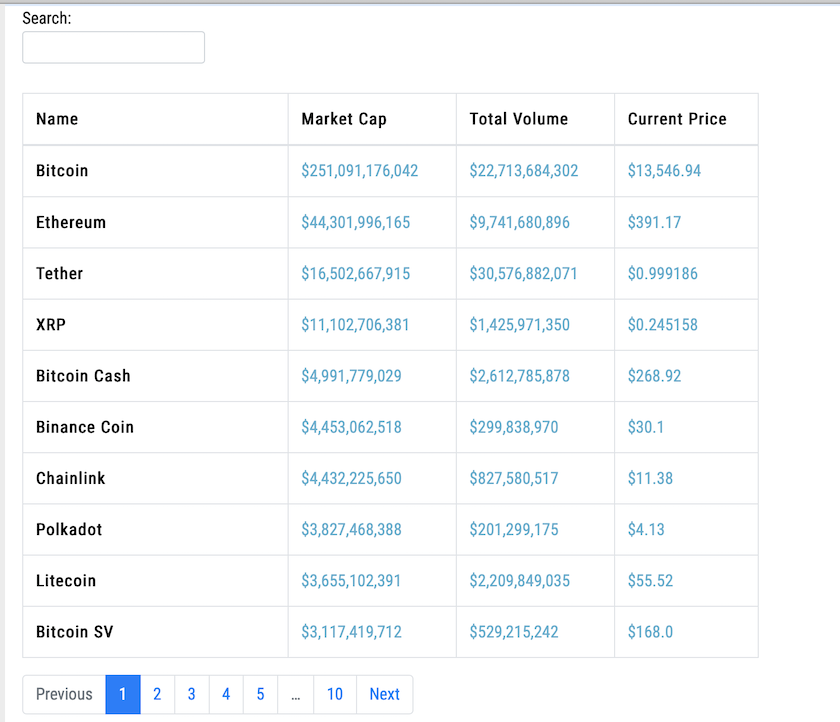 Search:
Name Market Cap Total Volume Current Price
Bitcoin $251,091,176,042 $22,713,684,302 $13,546.94
Ethereum $44,301,996,165 $9,741,680,896 $391.17
Tether $16,502,667,915 $30,576,882,071 $0.999186
XRP $11,102,706,381 $1,425,971,350 $0.245158
Bitcoin Cash $4,991,779,029 $2,612,785,878 $268.92
Binance Coin $4,453,062,518 $299,838,970 $30.1
Chainlink $4,432,225,650 $827,580,517 $11.38
Polkadot $3,827,468,388 $201,299,175 $4.13
Litecoin $3,655,102,391 $2,209,849,035 $55.52
Bitcoin SV $3,117,419,712 $529,215,242 $168.0
Previous 1 2 3 4 5 ... 10 Next